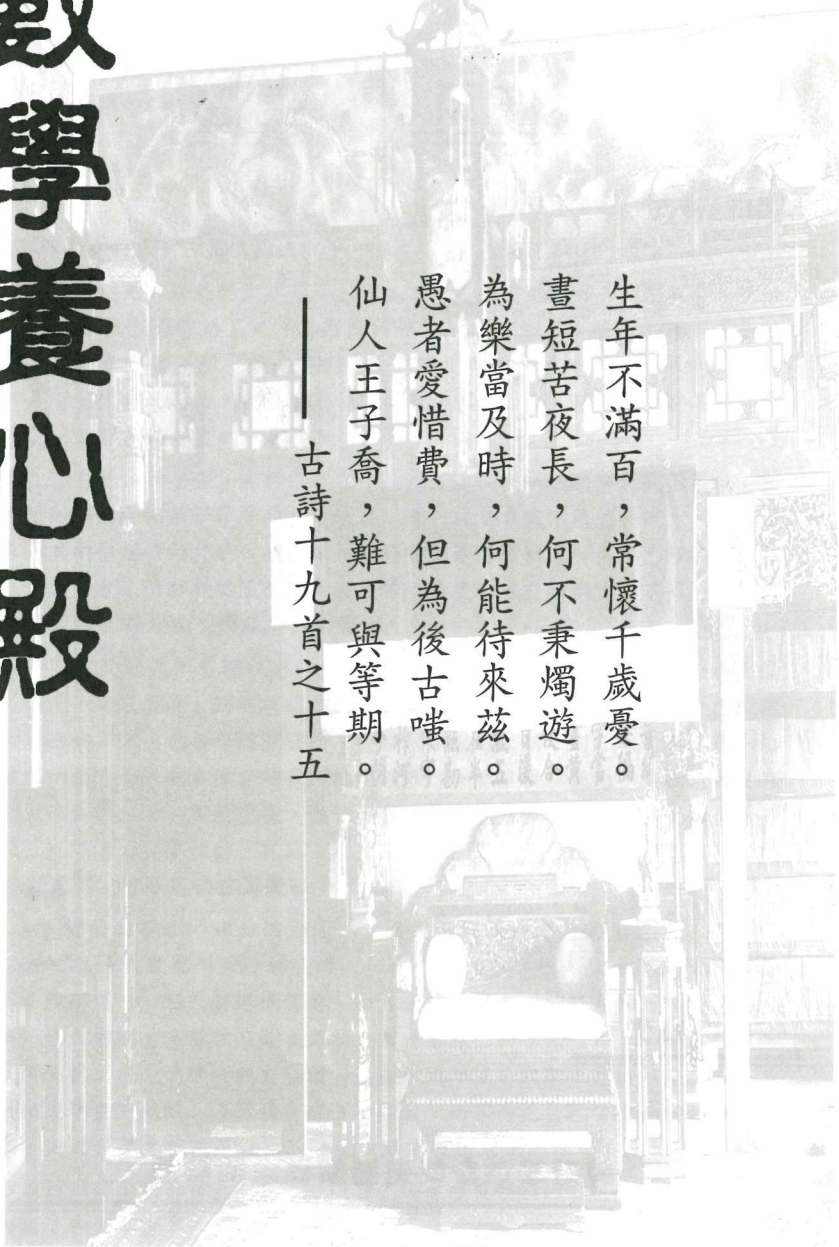 生年不滿百，常懷千歲憂。
晝短苦夜長，何不秉燭遊。
為樂當及時，何能待來茲。
愚者愛惜費，但為後古嗤。
仙人王子喬，難可與等期。
——古詩十九首之十五
數學養心殿